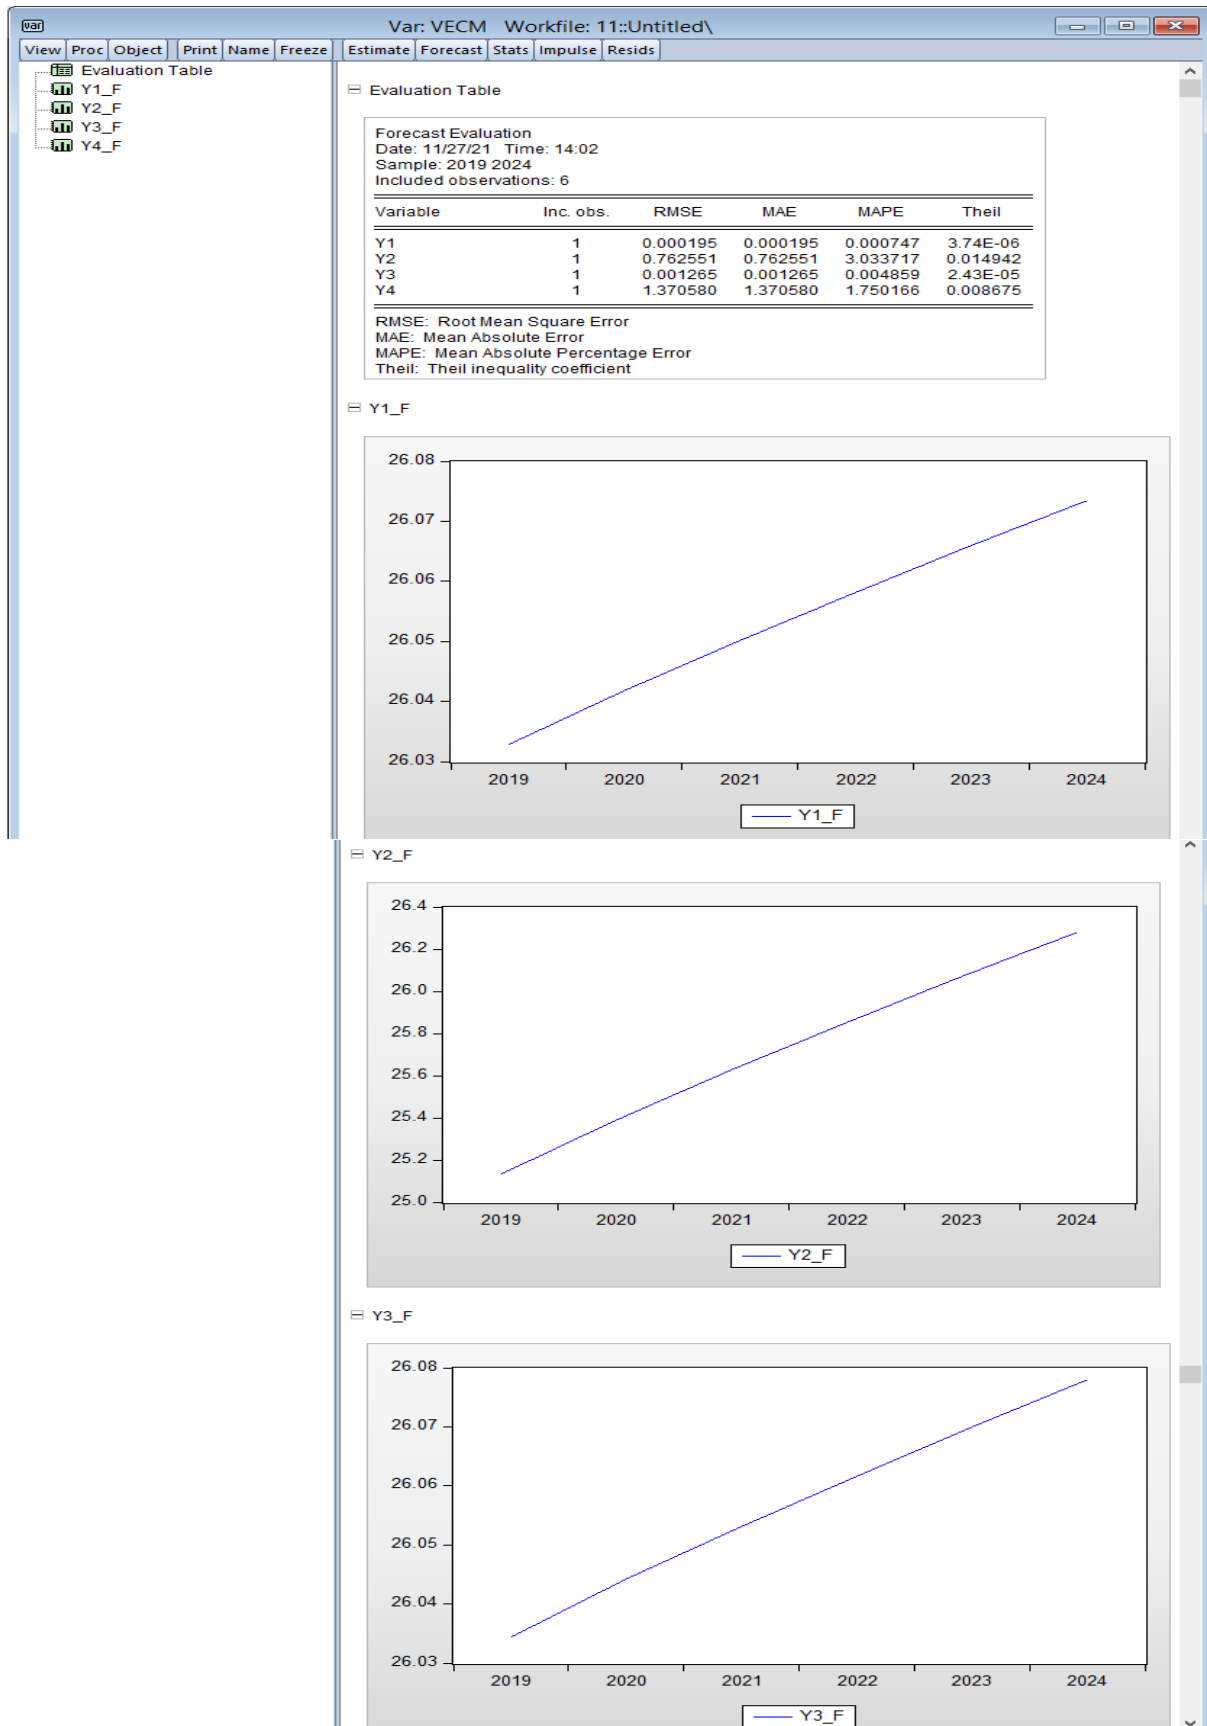 var
Var: VECM Workfile: 11::Untitled\
View Proc Object Print Name Freeze Estimate Forecast Stats Impulse Resids
Evaluation Table
Y1_F
Y2_F
Y3_F
Y4_F
Evaluation Table
Forecast Evaluation
Date: 11/27/21 Time: 14:02
Sample: 2019 2024
Included observations: 6
Variable Inc. obs. RMSE MAE MAPE Theil
Y1 1 0.000195 0.000195 0.000747 3.74E-06
Y2 1 0.762551 0.762551 3.033717 0.014942
Y3 1 0.001265 0.001265 0.004859 2.43E-05
Y4 1 1.370580 1.370580 1.750166 0.008675
RMSE: Root Mean Square Error
MAE: Mean Absolute Error
MAPE: Mean Absolute Percentage Error
Theil: Theil inequality coefficient
Y1_F
26.08
26.07
26.06
26.05
26.04
26.03
2019 2020 2021 2022 2023 2024
Y1_F
Y2_F
26.4
26.2
26.0
25.8
25.6
25.4
25.2
25.0
2019 2020 2021 2022 2023 2024
Y2_F
Y3_F
26.08
26.07
26.06
26.05
26.04
26.03
2019 2020 2021 2022 2023 2024
Y3_F